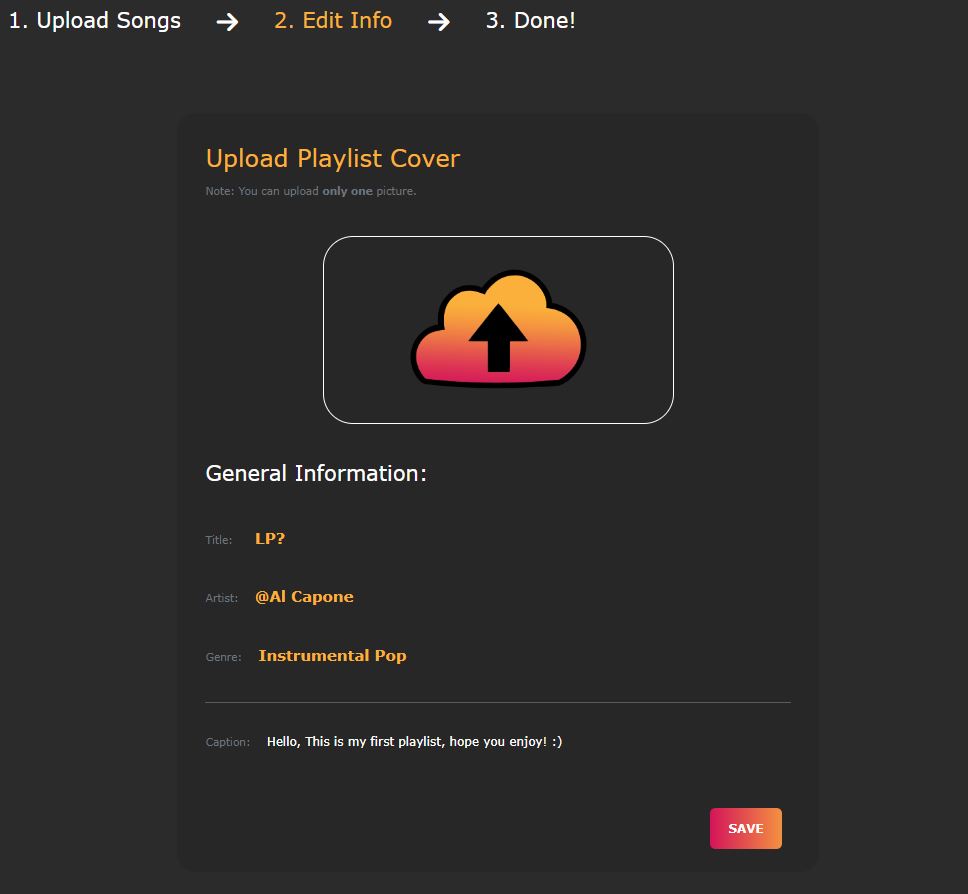 1. Upload Songs → 2. Edit Info → 3. Done!
Upload Playlist Cover
Note: You can upload only one picture.
General Information:
Title: LP?
Artist: @Al Capone
Genre: Instrumental Pop
Caption: Hello, This is my first playlist, hope you enjoy! :)
SAVE